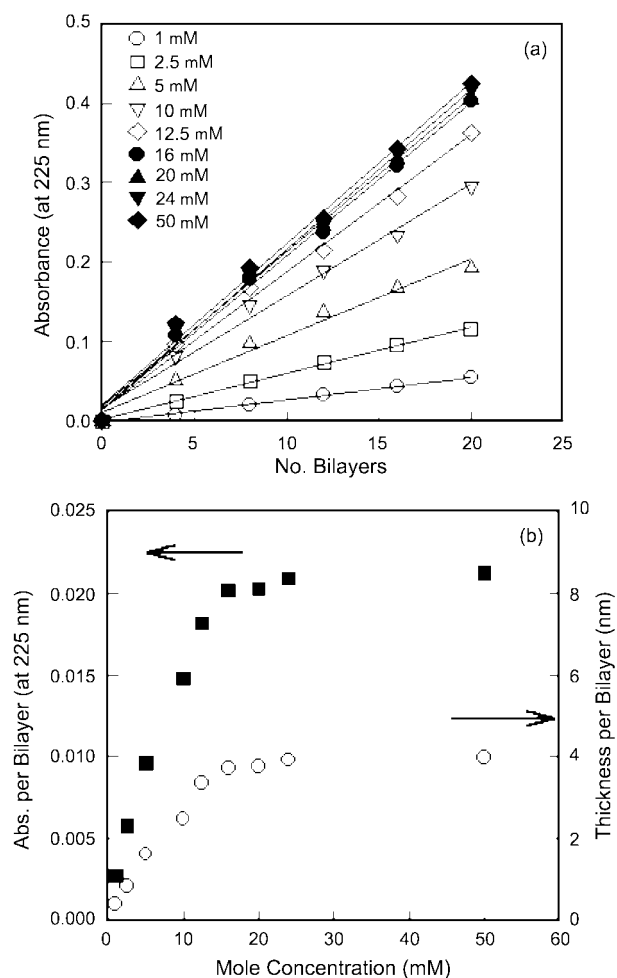 0.5
0.4
0.3
0.2
0.1
0.0
Absorbance (at 225 nm)
1 mM
2.5 mM
5 mM
10 mM
12.5 mM
16 mM
20 mM
24 mM
50 mM
(a)
0 5 10 15 20 25
No. Bilayers
0.025
0.020
0.015
0.010
0.005
0.000
Abs. per Bilayer (at 225 nm)
(b)
10
8
6
4
2
0
Thickness per Bilayer (nm)
0 10 20 30 40 50 60
Mole Concentration (mM)